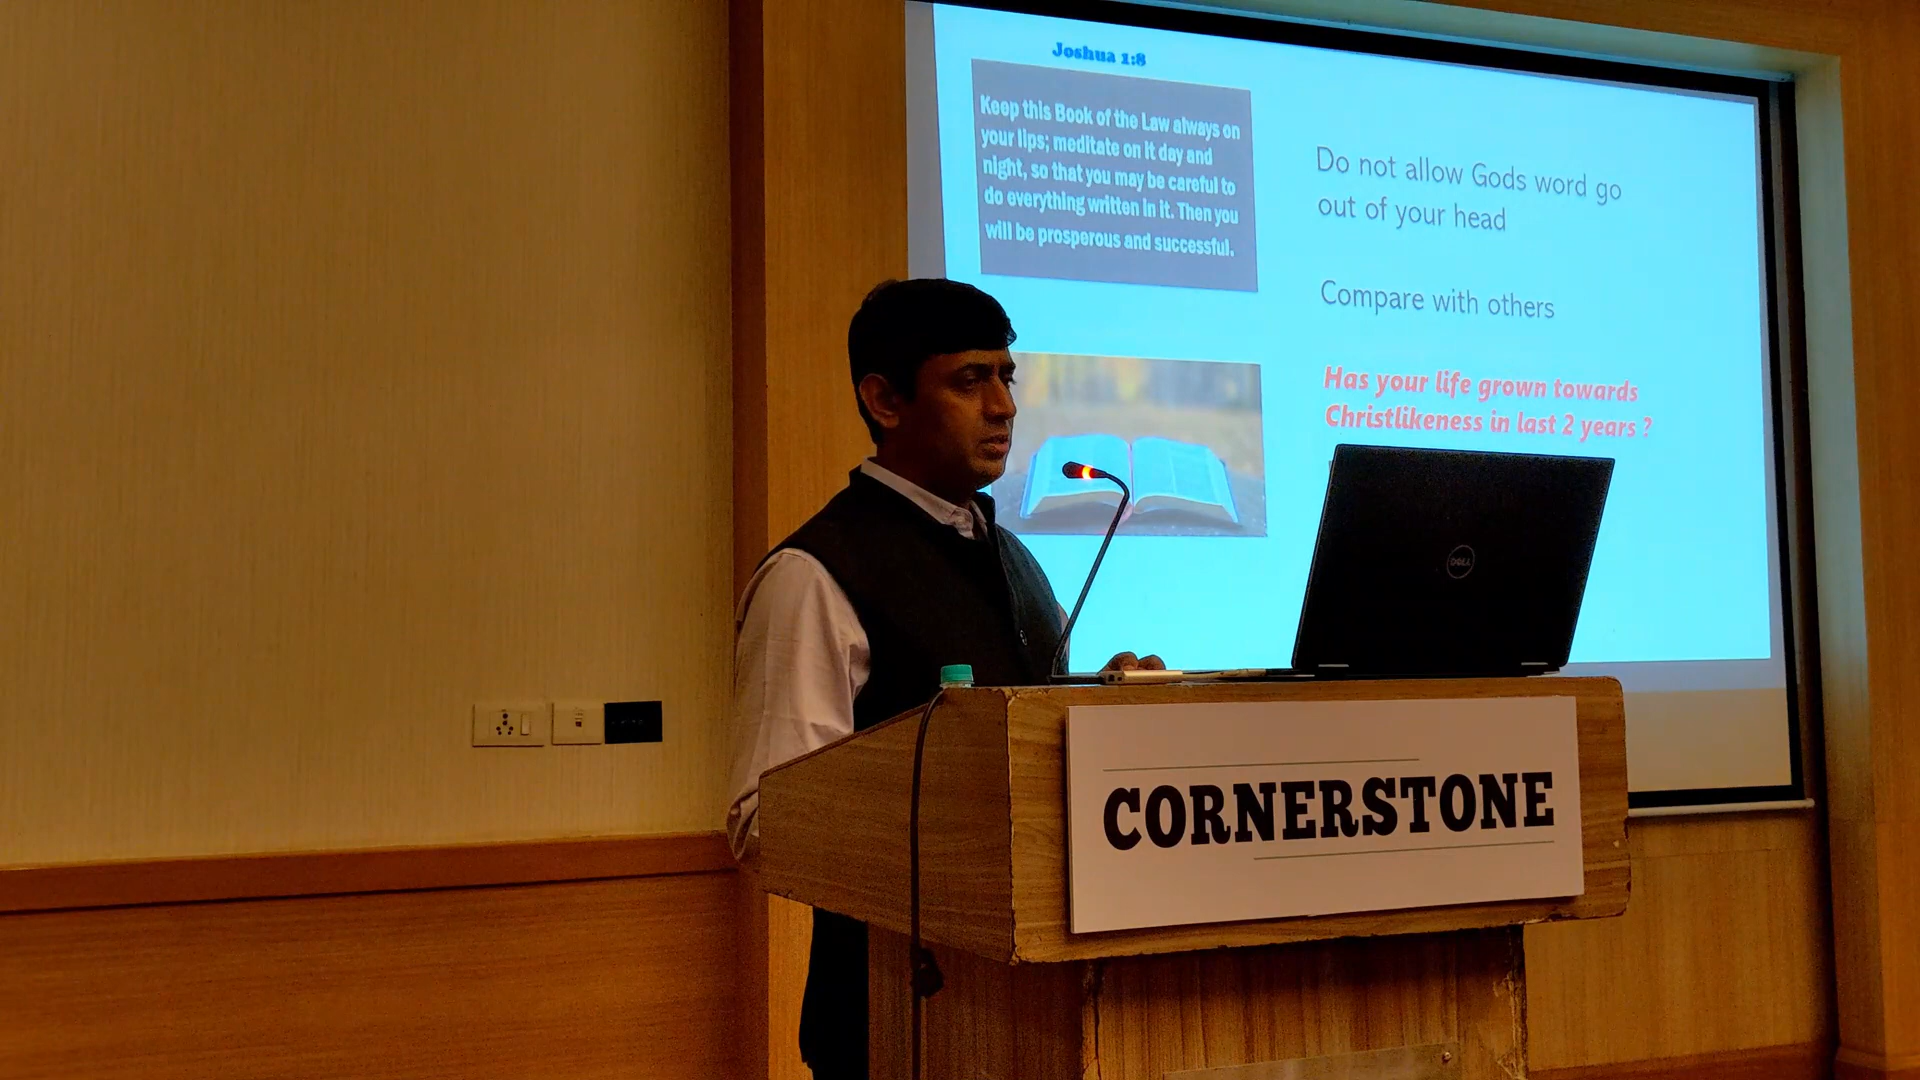 Joshua 1:8
Keep this Book of the Law always on
your lips; meditate on it day and
night, so that you may be careful to
do everything written in it. Then you
will be prosperous and successful.
Do not allow Gods word go
out of your head
Compare with others
Has your life grown towards
Christlikeness in last 2 years ?
DELL
CORNERSTONE